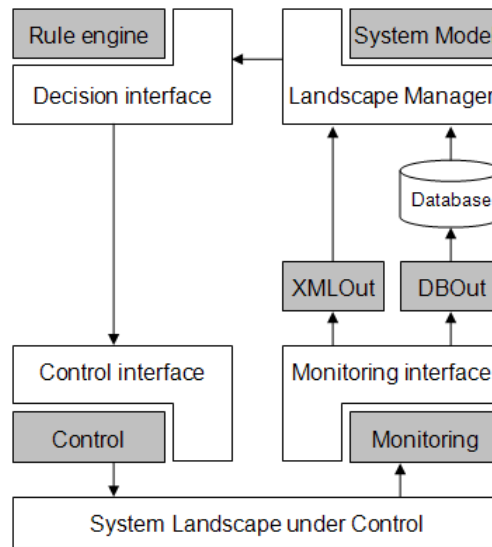 Rule engine
System Mode
Decision interface
Landscape Manager
Database
XMLOut
DBOut
Control interface
Monitoring interface
Control
Monitoring
System Landscape under Control